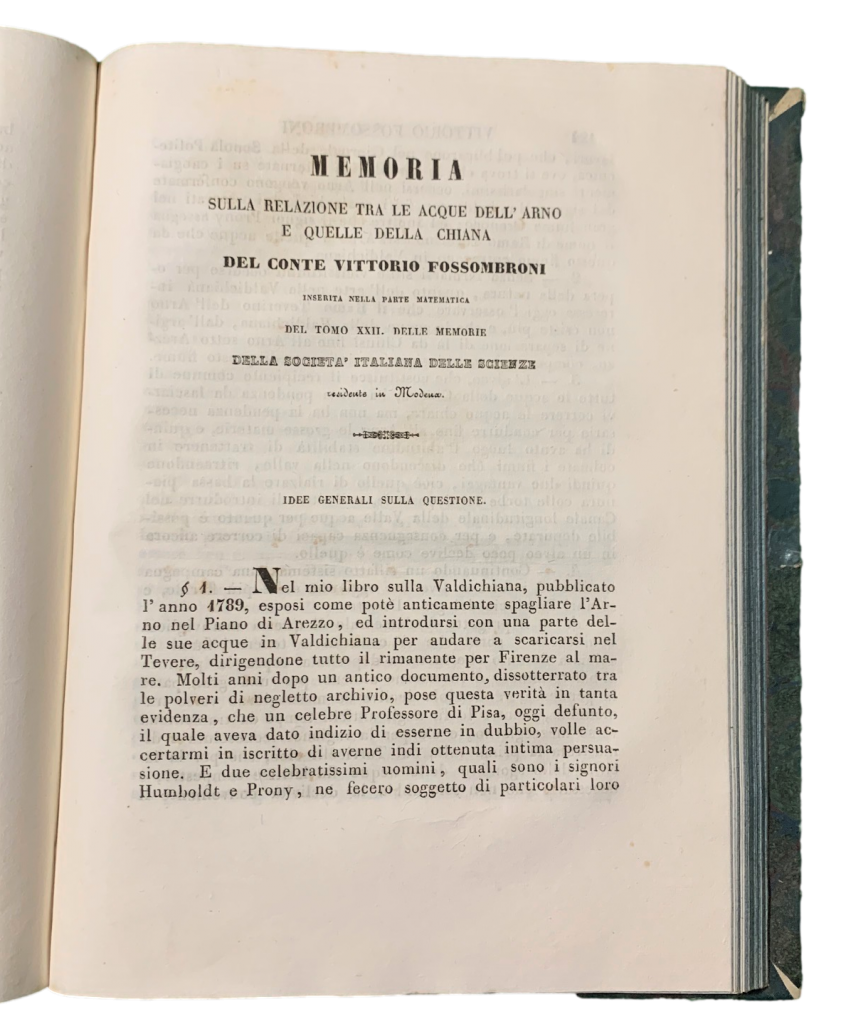 MEMORIA
SULLA RELAZIONE TRA LE ACQUE DELL' ARNO
E QUELLE DELLA CHIANA
DEL CONTE VITTORIO FOSSOMBRONI
INSERITA NELLA PARTE MATEMATICA
DEL TOMO XXII. DELLE MEMORIE
DELLA SOCIETA' ITALIANA DELLE SCIENZE
residente in Modena.
IDEE GENERALI SULLA QUESTIONE.
§ 1. — Nel mio libro sulla Valdichiana, pubblicato
l' anno 1789, esposi come potè anticamente spagliare l'Ar-
no nel Piano di Arezzo, ed introdursi con una parte del-
le sue acque in Valdichiana per andare a scaricarsi nel
Tevere, dirigendone tutto il rimanente per Firenze al ma-
re. Molti anni dopo un antico documento, dissotterrato tra
le polveri di negletto archivio, pose questa verità in tanta
evidenza, che un celebre Professore di Pisa, oggi defunto,
il quale aveva dato indizio di esserne in dubbio, volle ac-
certarmi in iscritto di averne indi ottenuta intima persua-
sione. E due celebratissimi uomini, quali sono i signori
Humboldt e Prony, ne fecero soggetto di particolari loro